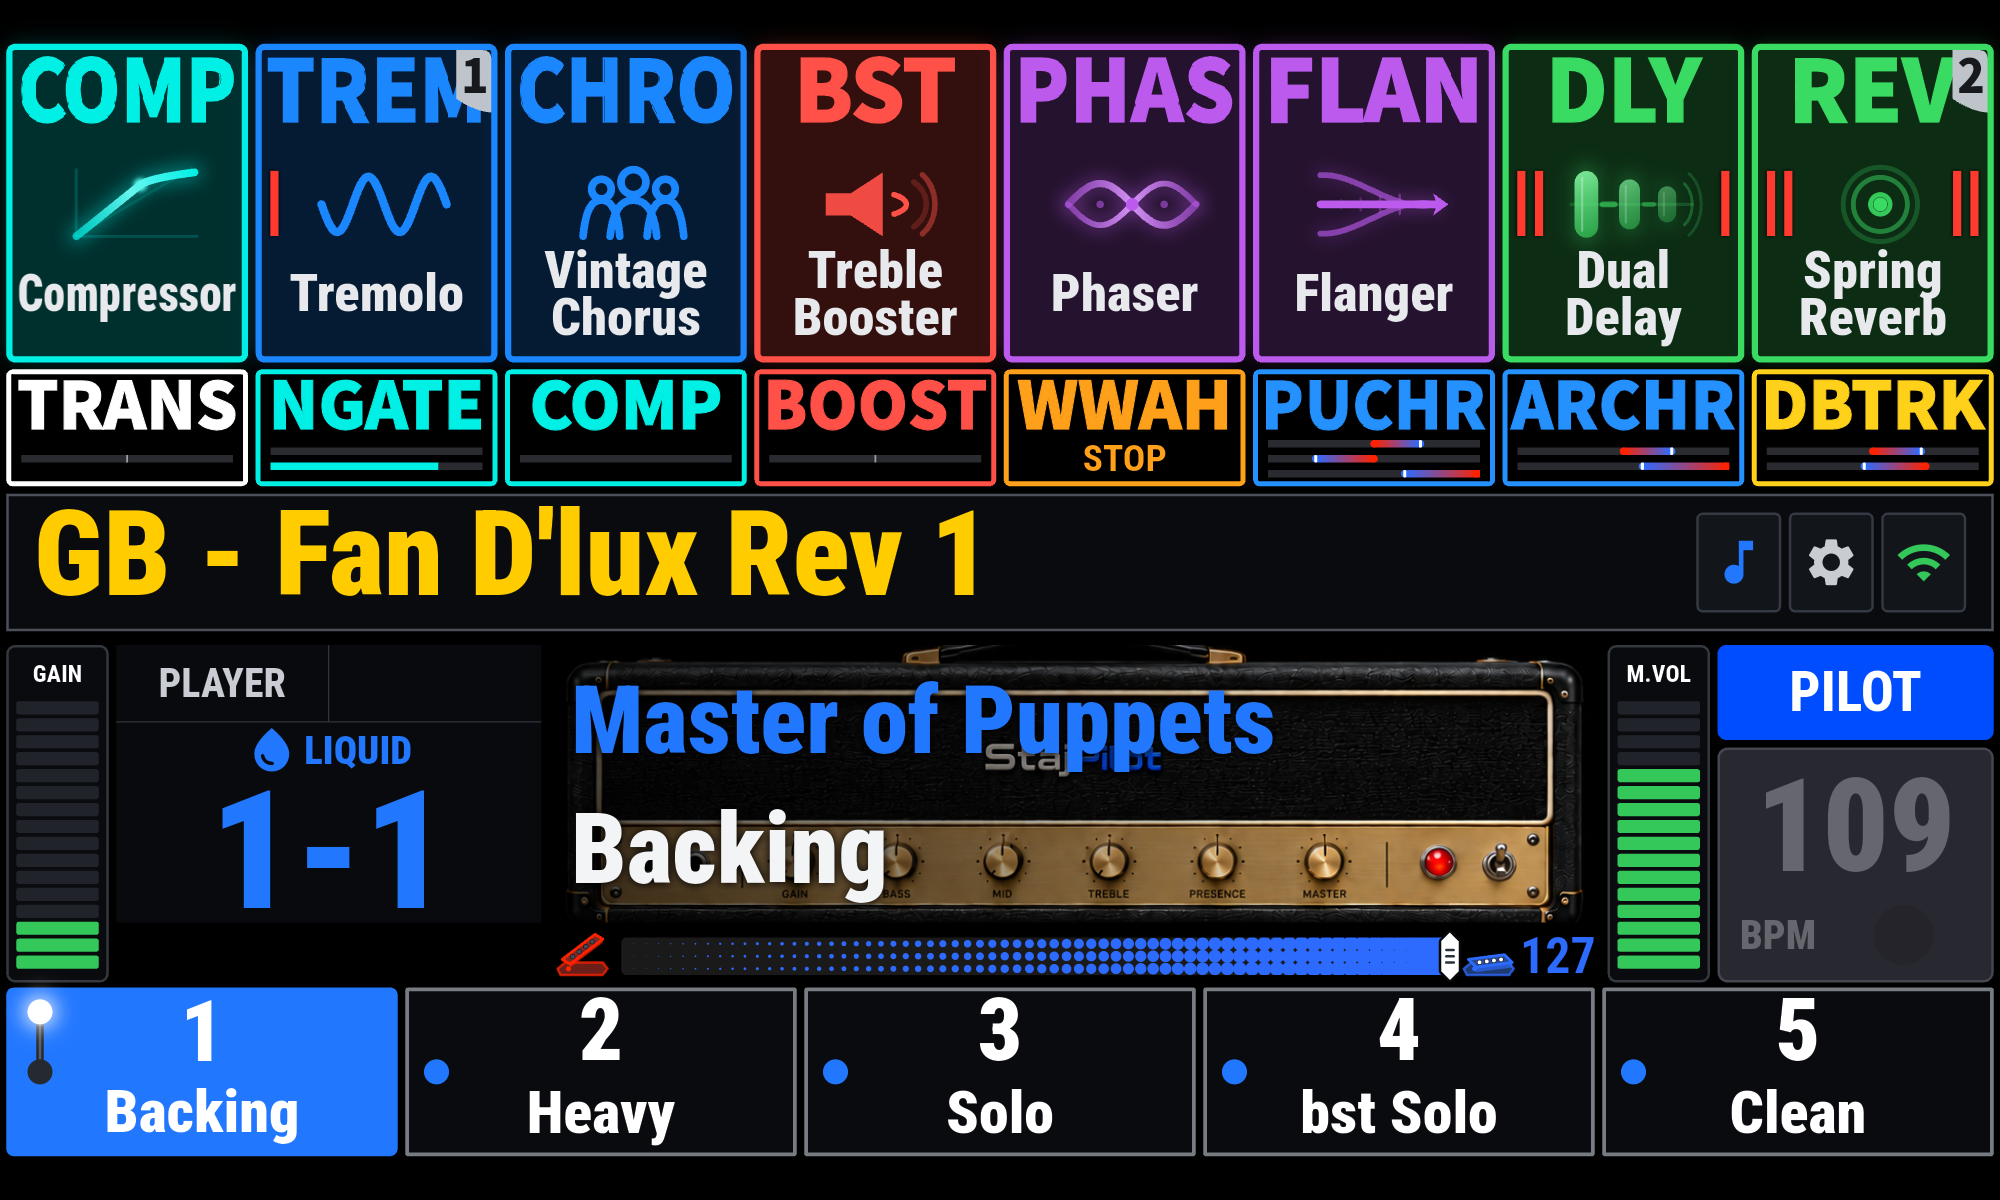 COMP
TREM 1
CHRO
BST
PHAS
FLAN
DLY
REV 2
Compressor
Tremolo
Vintage
Chorus
Treble
Booster
Phaser
Flanger
Dual
Delay
Spring
Reverb
TRANS
NGATE
COMP
BOOST
WWAH
STOP
PUCHR
ARCHR
DBTRK
GB - Fan D'lux Rev 1
GAIN
PLAYER
LIQUID
1-1
Master of Puppets
StajPilot
Backing
GAIN
BASS
MID
TREBLE
PRESENCE
MASTER
127
M.VOL
PILOT
109
BPM
1
Backing
2
Heavy
3
Solo
4
bst Solo
5
Clean